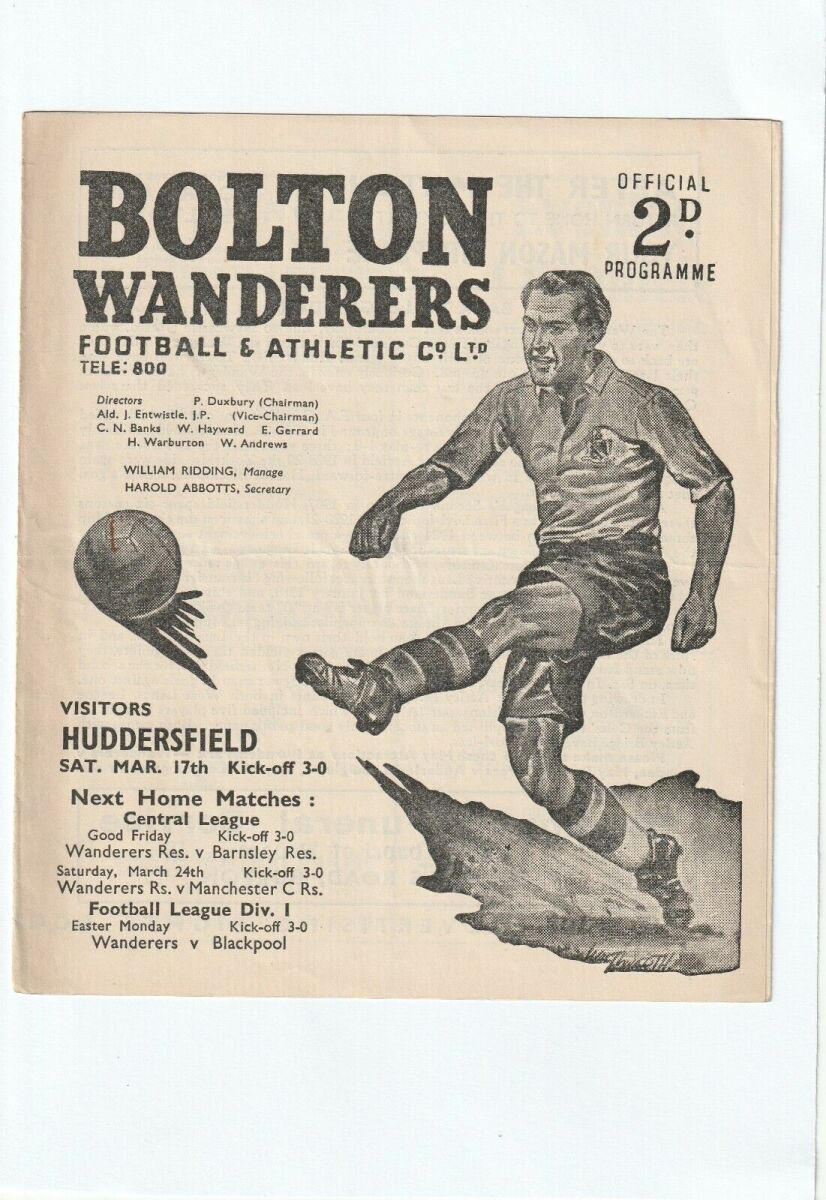 BOLTON
WANDERERS
FOOTBALL & ATHLETIC Cº LTD
TELE: 800
OFFICIAL
2D.
PROGRAMME
Directors P. Duxbury (Chairman)
Ald. J. Entwistle, J.P. (Vice-Chairman)
C. N. Banks W. Hayward E. Gerrard
H. Warburton W. Andrews
WILLIAM RIDDING, Manage
HAROLD ABBOTTS, Secretary
VISITORS
HUDDERSFIELD
SAT. MAR. 17th Kick-off 3-0
Next Home Matches :
Central League
Good Friday Kick-off 3-0
Wanderers Res. v Barnsley Res.
Saturday, March 24th Kick-off 3-0
Wanderers Rs. v Manchester C Rs.
Football League Div. I
Easter Monday Kick-off 3-0
Wanderers v Blackpool